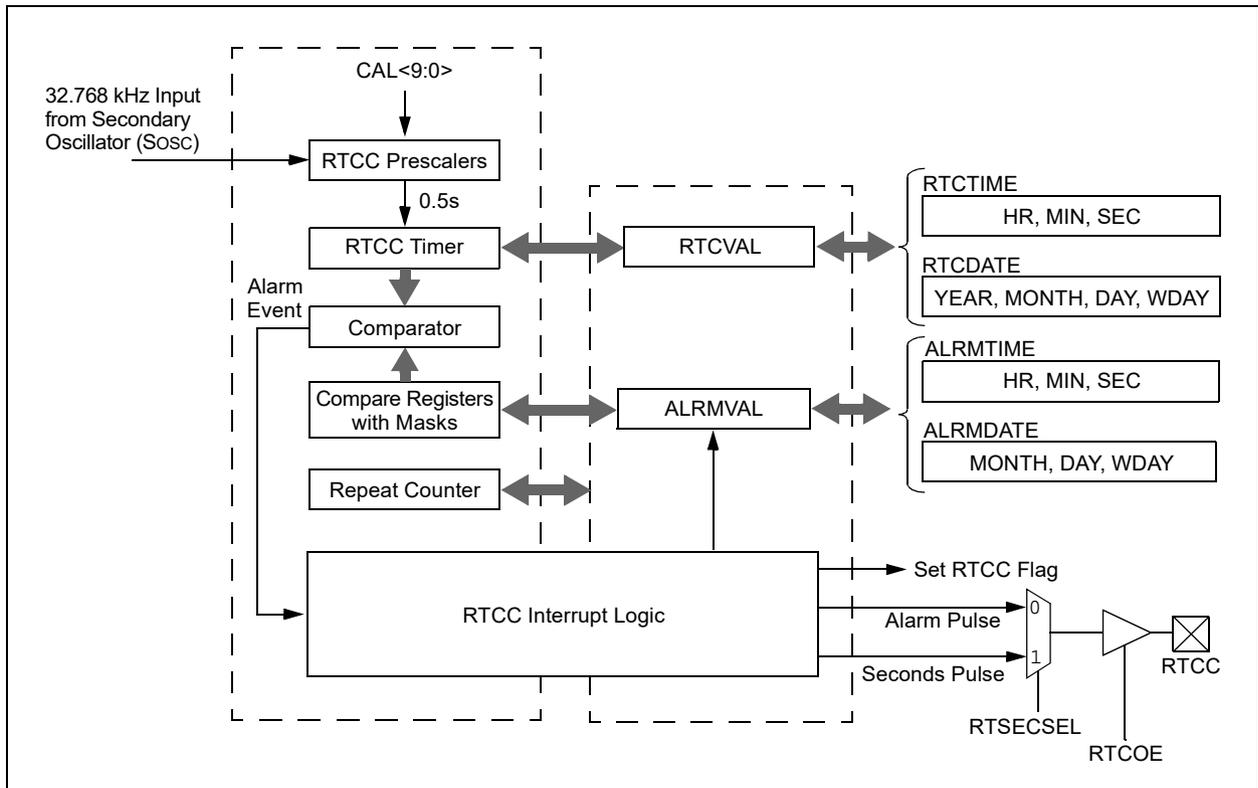 CAL<9:0>
32.768 kHz Input
from Secondary
Oscillator (SOSC)
RTCC Prescalers
0.5s
RTCC Timer
RTCVAL
RTCTIME
HR, MIN, SEC
RTCDATE
YEAR, MONTH, DAY, WDAY
Alarm
Event
Comparator
Compare Registers
with Masks
ALRMVAL
ALRMTIME
HR, MIN, SEC
ALRMDATE
MONTH, DAY, WDAY
Repeat Counter
RTCC Interrupt Logic
Set RTCC Flag
Alarm Pulse
0
Seconds Pulse
1
RTCC
RTSECSEL
RTCOE